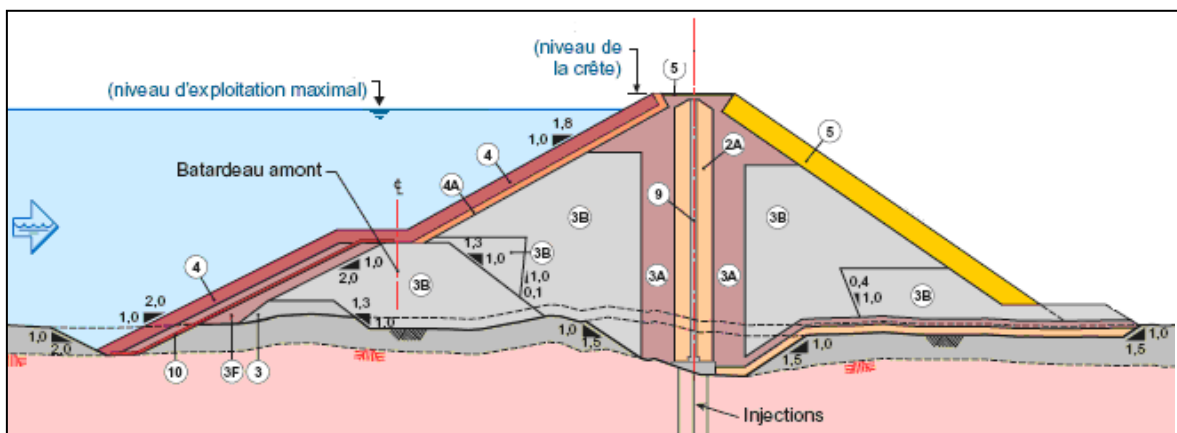 (niveau de
la crête)
5
(niveau d'exploitation maximal)
1,8
1,0
2A
5
Batardeau amont
4
℄
4A
9
3B
3B
4
1,3
1,0
3B
1,0
2,0
3B
1,0
0,1
3A
3A
0,4
1,0
3B
2,0
1,0
1,3
1,0
1,0
2,0
1,0
1,5
1,0
1,5
1,0
1,5
10
3F
3
Injections